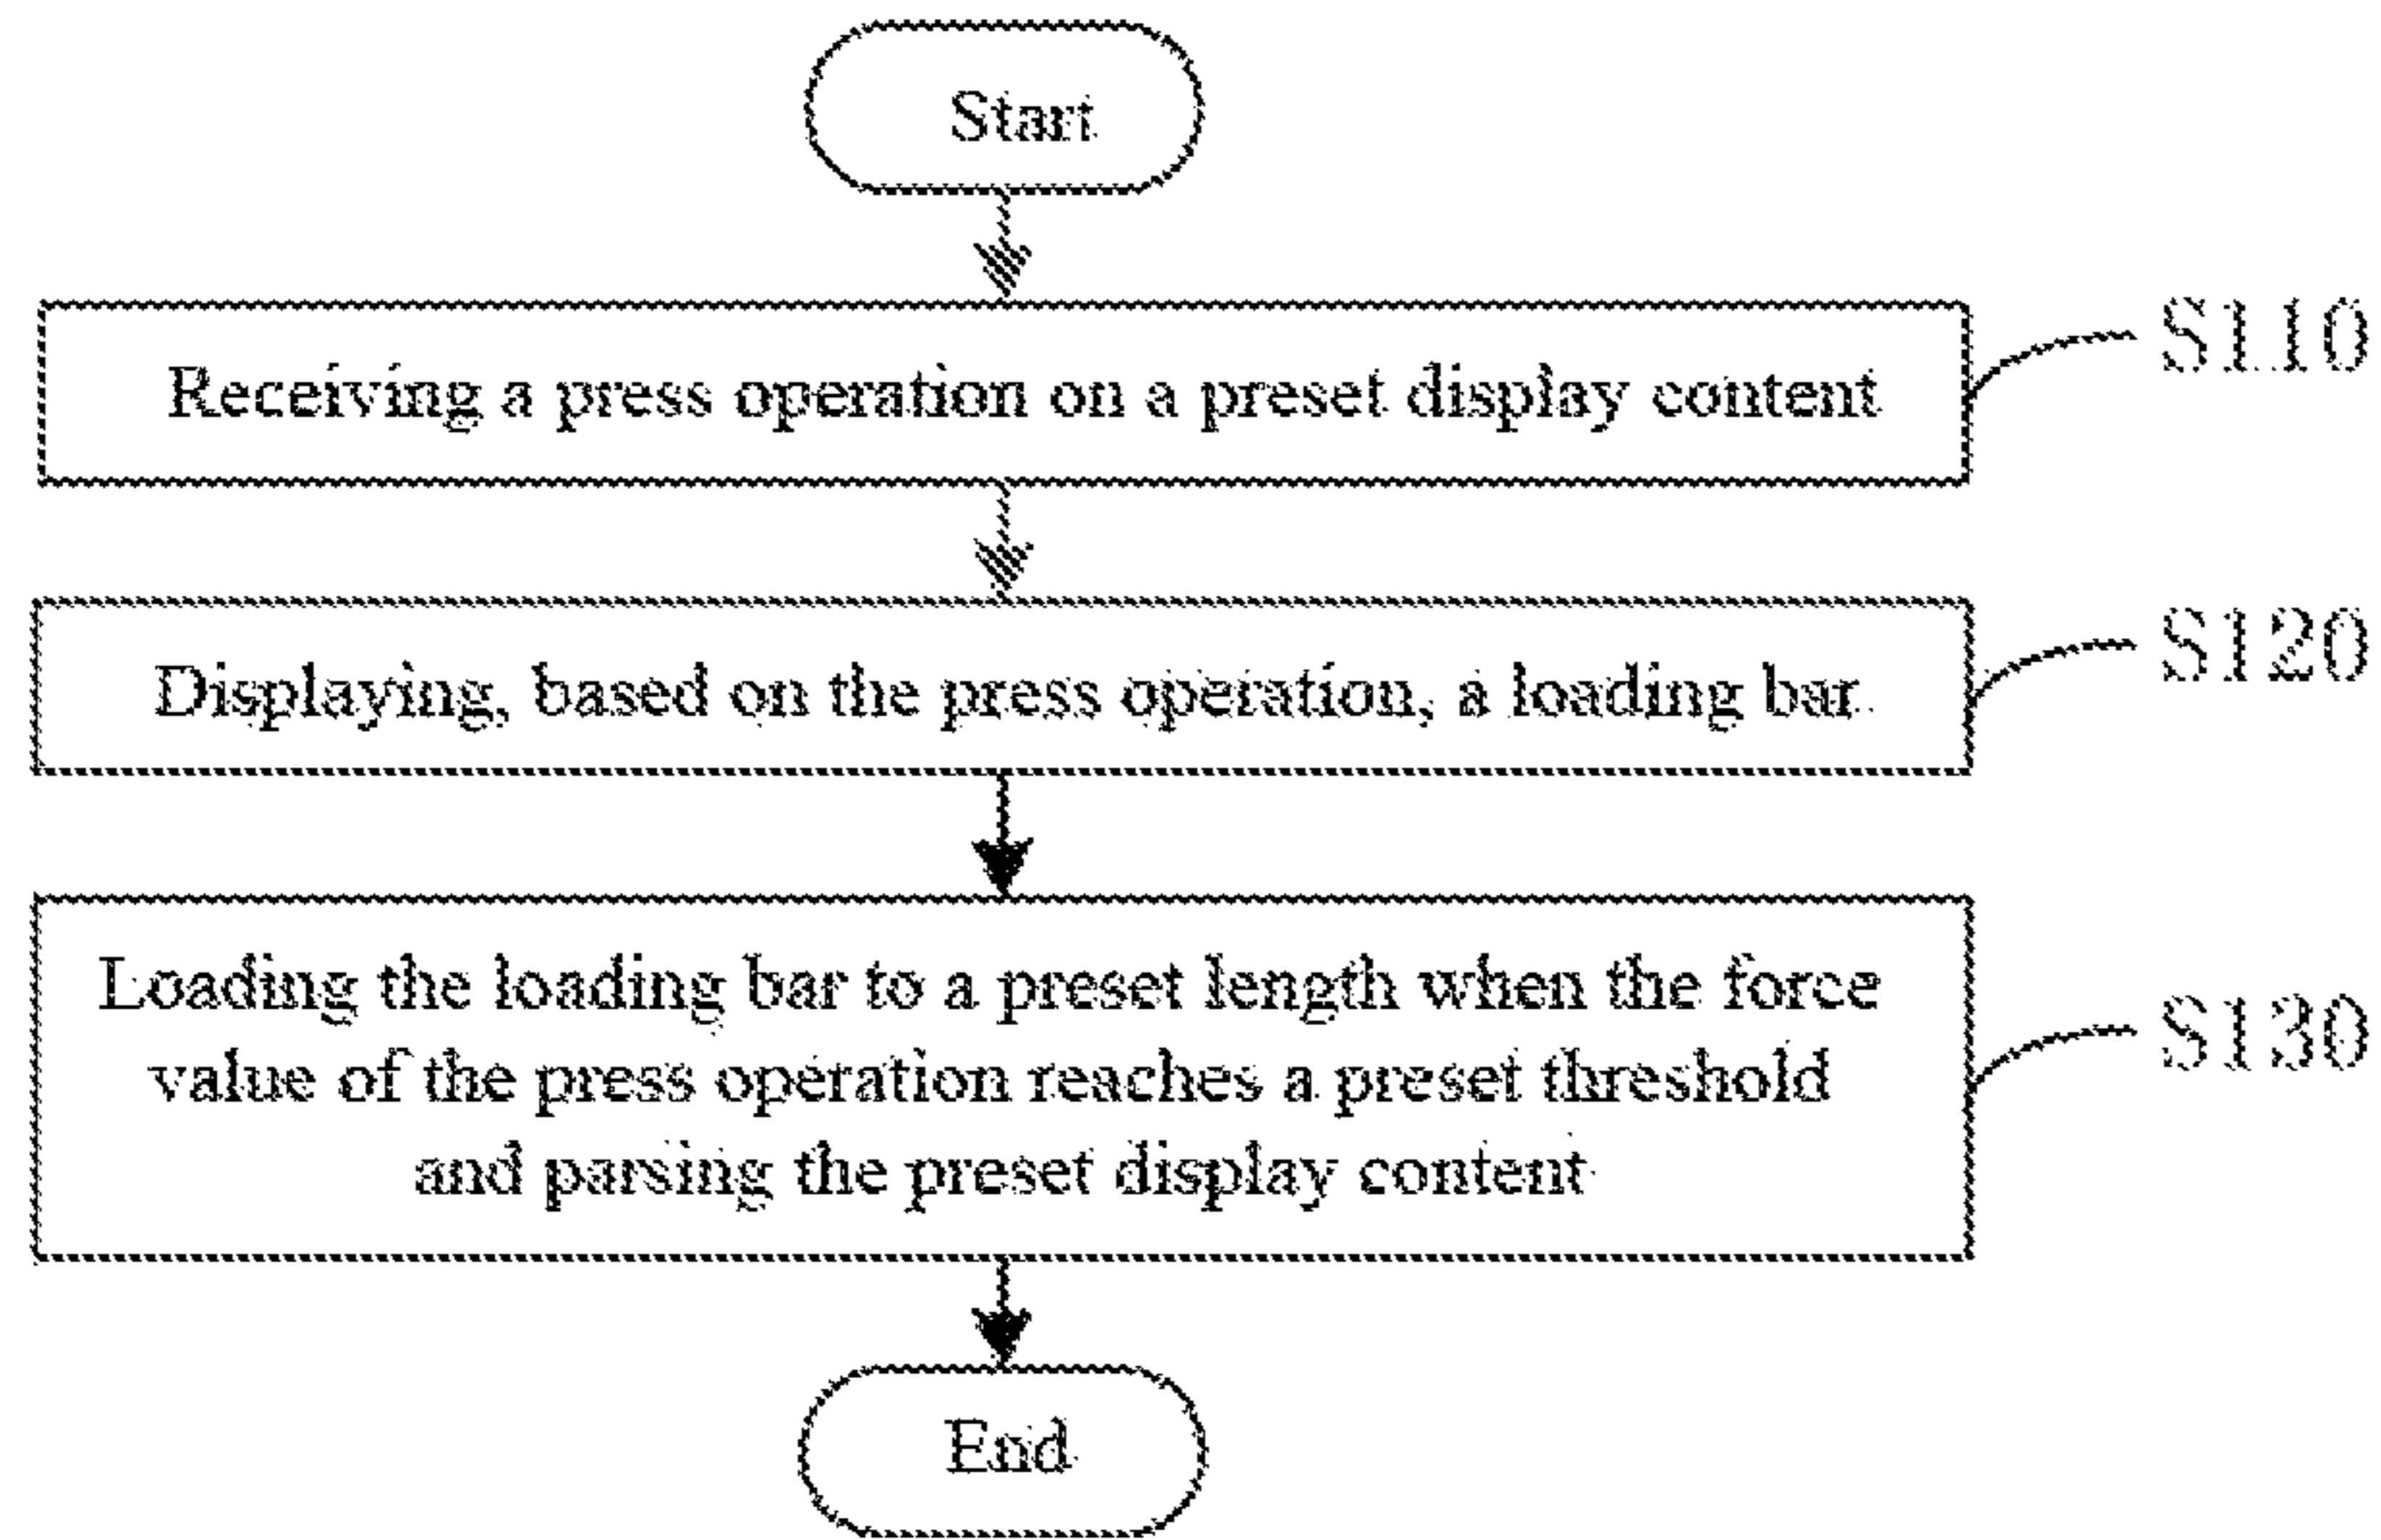 Start
Receiving a press operation on a preset display content
S110
Displaying, based on the press operation, a loading bar
S120
Loading the loading bar to a preset length when the force
value of the press operation reaches a preset threshold
and parsing the preset display content
S130
End